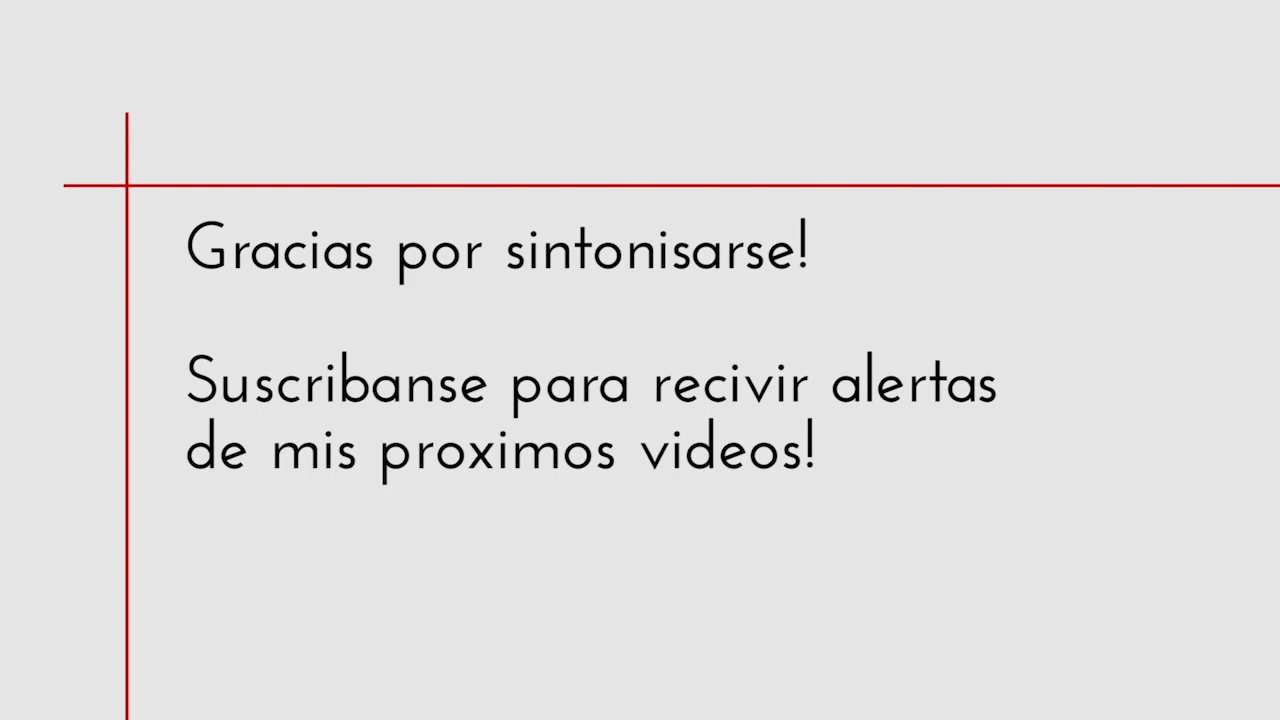 Gracias por sintonisarse!
Suscribanse para recivir alertas
de mis proximos videos!